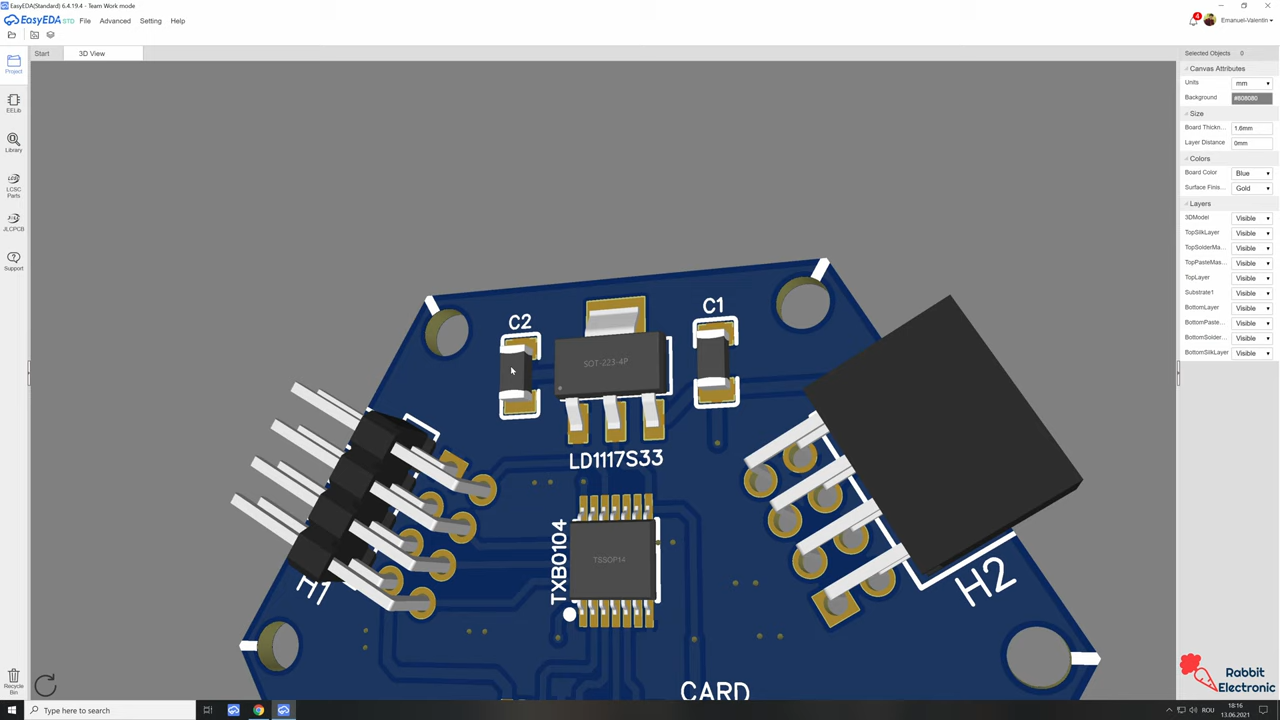 EasyEDA(Standard) 6.4.19.4 - Team Work mode
EasyEDA STD File Advanced Setting Help
4 Emanuel-Valentin
Start 3D View
Project
EELib
Library
LCSC
Parts
JLCPCB
Support
Recycle
Bin
Selected Objects 0
Canvas Attributes
Units mm
Background #808080
Size
Board Thickn... 1.6mm
Layer Distance 0mm
Colors
Board Color Blue
Surface Finis... Gold
Layers
3DModel Visible
TopSilkLayer Visible
TopSolderMa... Visible
TopPasteMas... Visible
TopLayer Visible
Substrate1 Visible
BottomLayer Visible
BottomPaste... Visible
BottomSolder... Visible
BottomSilkLayer Visible
C2
C1
SOT-223-4P
LD1117S33
TXB0104
TSSOP14
H1
H2
CARD
Rabbit
Electronic
Type here to search
ROU
18:16
13.06.2021